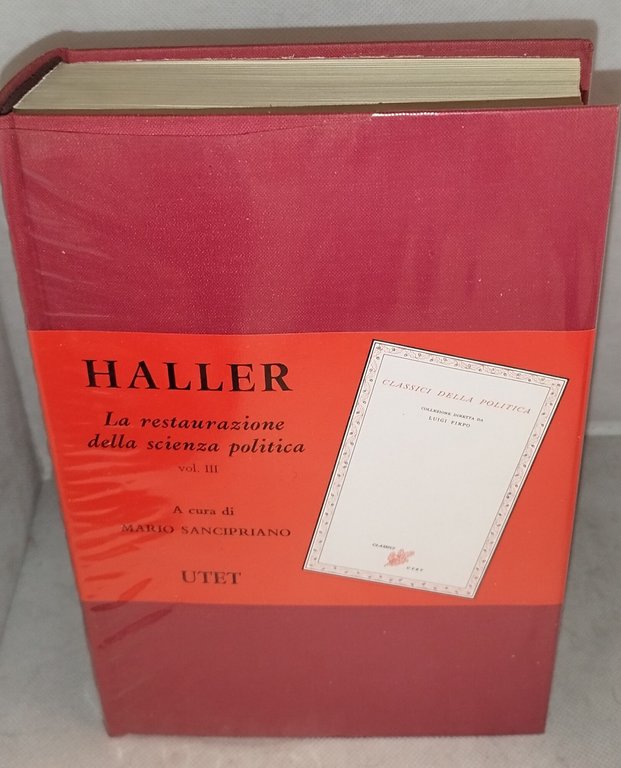 HALLER
La restaurazione
della scienza politica
vol. III
A cura di
MARIO SANCIPRIANO
UTET
CLASSICI DELLA POLITICA
COLLEZIONE DIRETTA DA
LUIGI FIRPO
CLASSICI
UTET